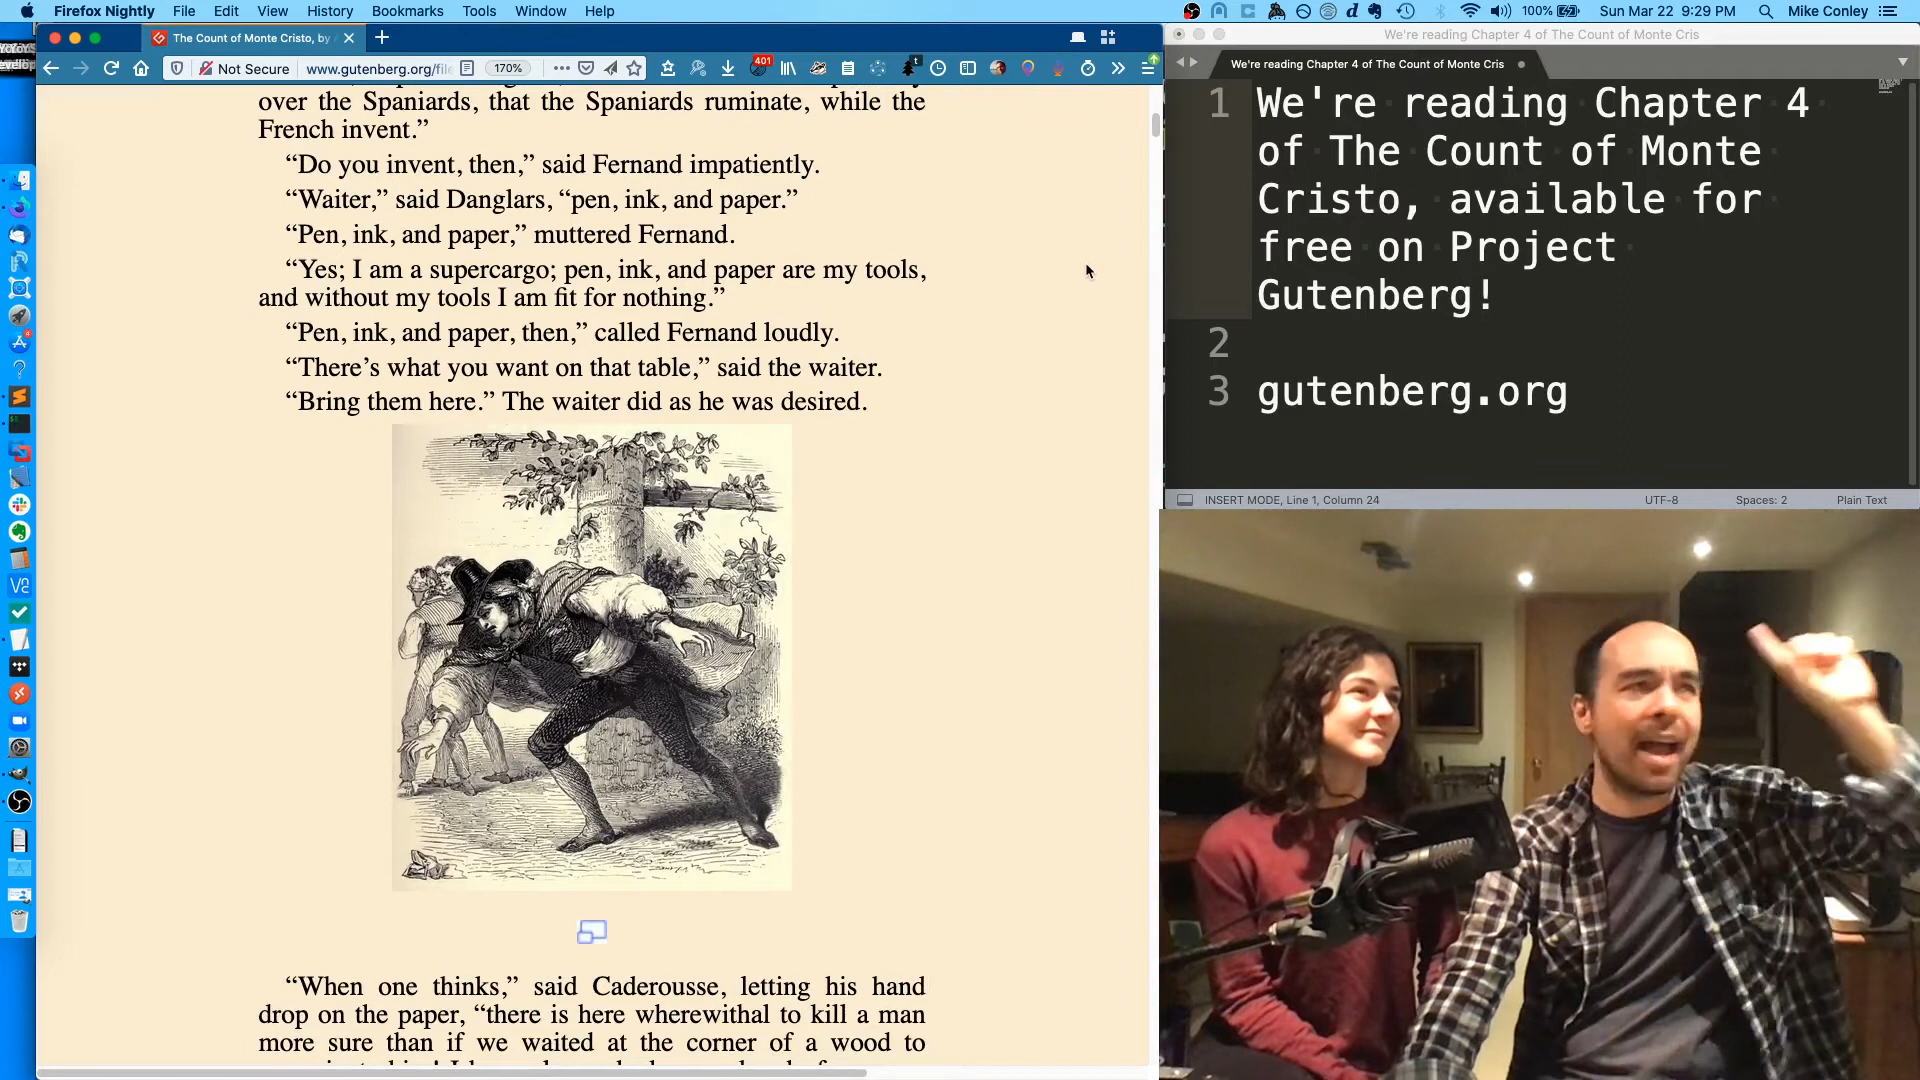 Firefox Nightly File Edit View History Bookmarks Tools Window Help
100% Sun Mar 22 9:29 PM Mike Conley
The Count of Monte Cristo, by
Not Secure www.gutenberg.org/file 170% 401
over the Spaniards, that the Spaniards ruminate, while the
French invent.”
“Do you invent, then,” said Fernand impatiently.
“Waiter,” said Danglars, “pen, ink, and paper.”
“Pen, ink, and paper,” muttered Fernand.
“Yes; I am a supercargo; pen, ink, and paper are my tools,
and without my tools I am fit for nothing.”
“Pen, ink, and paper, then,” called Fernand loudly.
“There’s what you want on that table,” said the waiter.
“Bring them here.” The waiter did as he was desired.
“When one thinks,” said Caderousse, letting his hand
drop on the paper, “there is here wherewithal to kill a man
more sure than if we waited at the corner of a wood to
We're reading Chapter 4 of The Count of Monte Cris
We're reading Chapter 4 of The Count of Monte Cris
1 We're reading Chapter 4
of The Count of Monte
Cristo, available for
free on Project
Gutenberg!
2
3 gutenberg.org
INSERT MODE, Line 1, Column 24 UTF-8 Spaces: 2 Plain Text